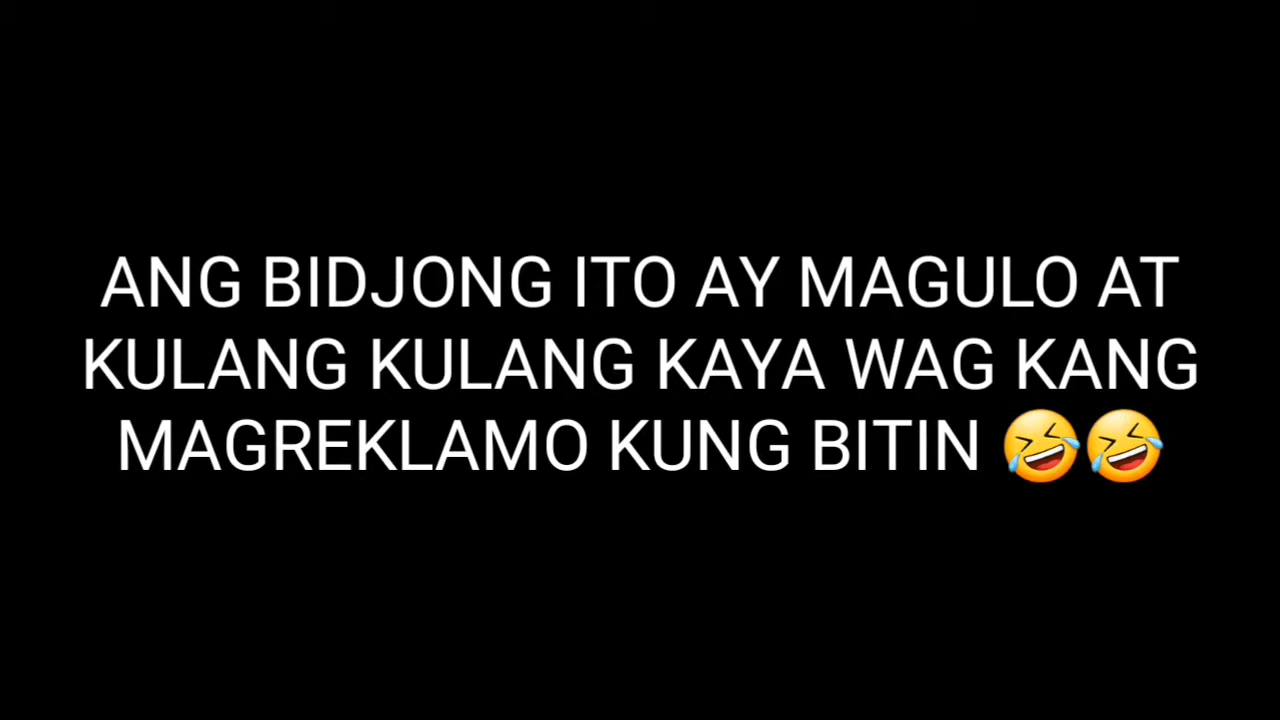 ANG BIDJONG ITO AY MAGULO AT
KULANG KULANG KAYA WAG KANG
MAGREKLAMO KUNG BITIN 🤣🤣